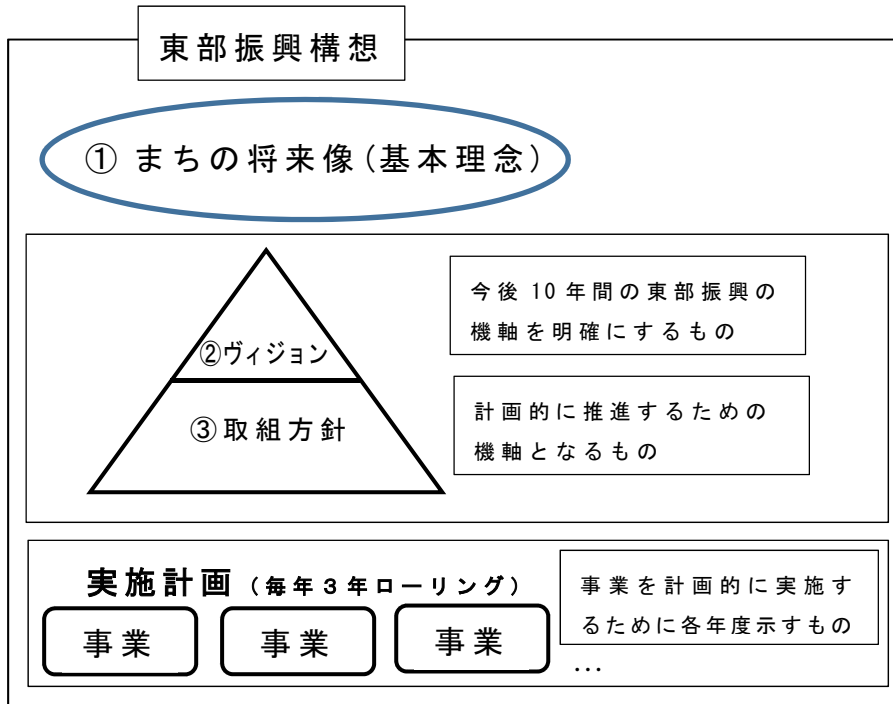 東部振興構想
① まちの将来像(基本理念)
②ヴィジョン
今後10年間の東部振興の
機軸を明確にするもの
③取組方針
計画的に推進するための
機軸となるもの
実施計画(毎年3年ローリング)
事業を計画的に実施す
るために各年度示すもの
事業 事業 事業
...